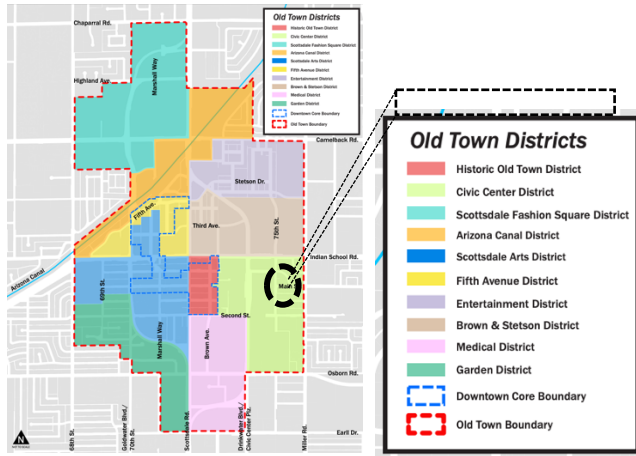 Old Town Districts
Historic Old Town District
Civic Center District
Scottsdale Fashion Square District
Arizona Canal District
Scottsdale Arts District
Fifth Avenue District
Entertainment District
Brown & Stetson District
Medical District
Garden District
Downtown Core Boundary
Old Town Boundary
Chaparral Rd.
Highland Ave.
Marshall Way
Camelback Rd.
Stetson Dr.
Fifth Ave.
Third Ave.
75th St.
Indian School Rd.
Arizona Canal
69th St.
Main
Second St.
Marshall Way
Brown Ave.
Osborn Rd.
68th St.
Goldwater Blvd./
70th St.
Scottsdale Rd.
Drinkwater Blvd./
Civic Center Plz.
Miller Rd.
Earll Dr.
N
Old Town Districts
Historic Old Town District
Civic Center District
Scottsdale Fashion Square District
Arizona Canal District
Scottsdale Arts District
Fifth Avenue District
Entertainment District
Brown & Stetson District
Medical District
Garden District
Downtown Core Boundary
Old Town Boundary